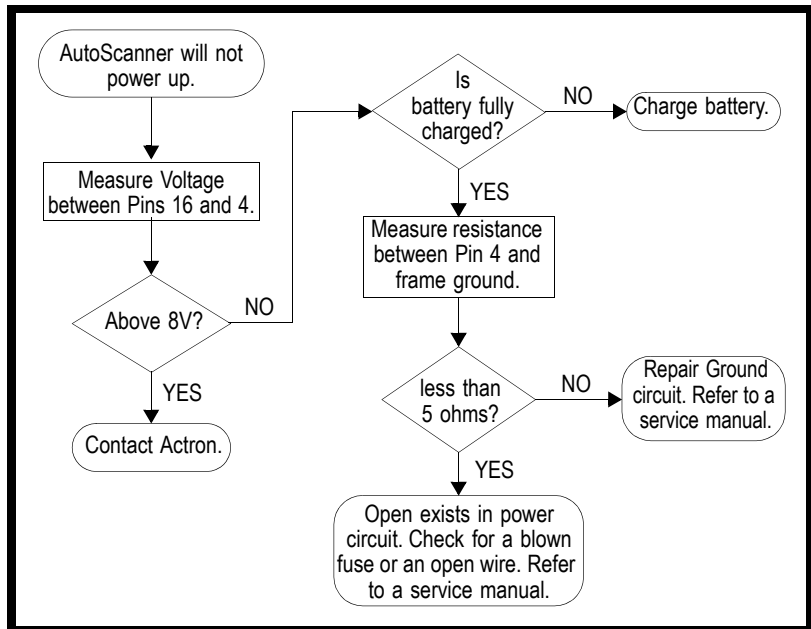 AutoScanner will not
power up.
Measure Voltage
between Pins 16 and 4.
Above 8V?
NO
YES
Contact Actron.
Is
battery fully
charged?
NO
Charge battery.
YES
Measure resistance
between Pin 4 and
frame ground.
less than
5 ohms?
NO
Repair Ground
circuit. Refer to a
service manual.
YES
Open exists in power
circuit. Check for a blown
fuse or an open wire. Refer
to a service manual.